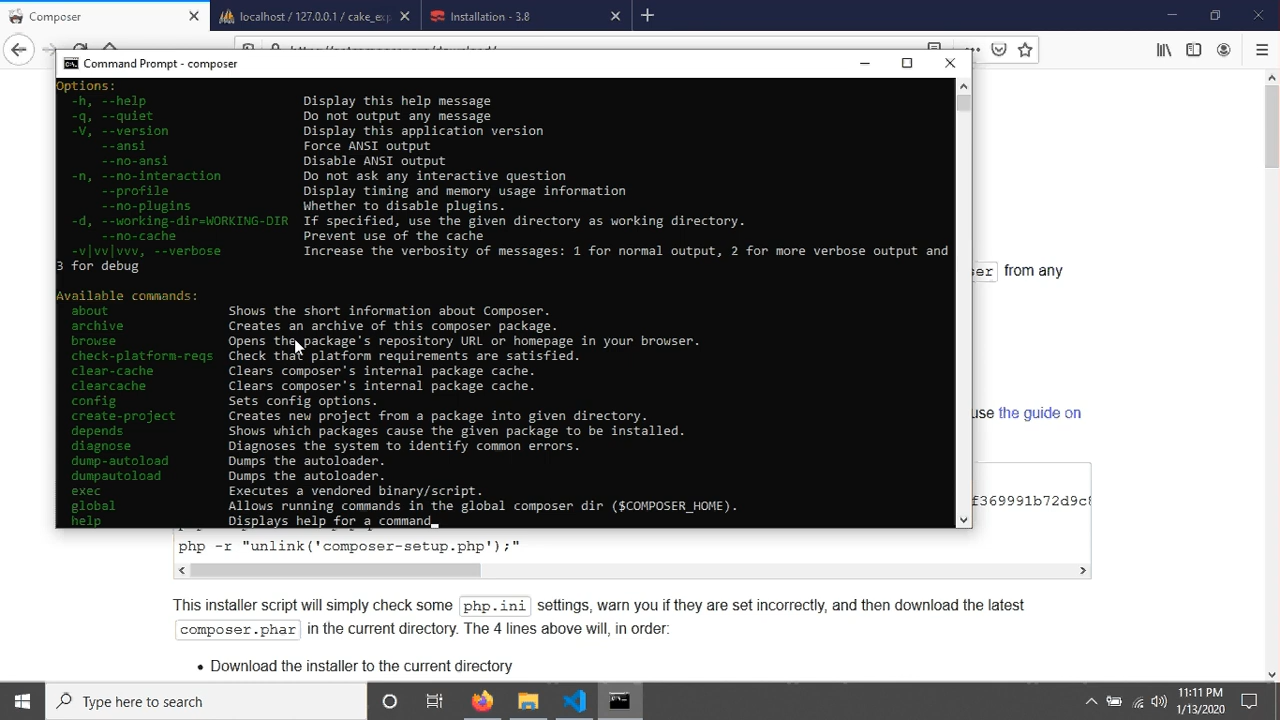 Composer
localhost / 127.0.0.1 / cake_exp
Installation - 3.8
Command Prompt - composer
Options:
-h, --help Display this help message
-q, --quiet Do not output any message
-V, --version Display this application version
--ansi Force ANSI output
--no-ansi Disable ANSI output
-n, --no-interaction Do not ask any interactive question
--profile Display timing and memory usage information
--no-plugins Whether to disable plugins.
-d, --working-dir=WORKING-DIR If specified, use the given directory as working directory.
--no-cache Prevent use of the cache
-v|vv|vvv, --verbose Increase the verbosity of messages: 1 for normal output, 2 for more verbose output and
3 for debug
Available commands:
about Shows the short information about Composer.
archive Creates an archive of this composer package.
browse Opens the package's repository URL or homepage in your browser.
check-platform-reqs Check that platform requirements are satisfied.
clear-cache Clears composer's internal package cache.
clearcache Clears composer's internal package cache.
config Sets config options.
create-project Creates new project from a package into given directory.
depends Shows which packages cause the given package to be installed.
diagnose Diagnoses the system to identify common errors.
dump-autoload Dumps the autoloader.
dumpautoload Dumps the autoloader.
exec Executes a vendored binary/script.
global Allows running commands in the global composer dir ($COMPOSER_HOME).
help Displays help for a command
ser from any
use the guide on
f369991b72d9c8
php -r "unlink('composer-setup.php');"
This installer script will simply check some php.ini settings, warn you if they are set incorrectly, and then download the latest
composer.phar in the current directory. The 4 lines above will, in order:
• Download the installer to the current directory
Type here to search
11:11 PM
1/13/2020